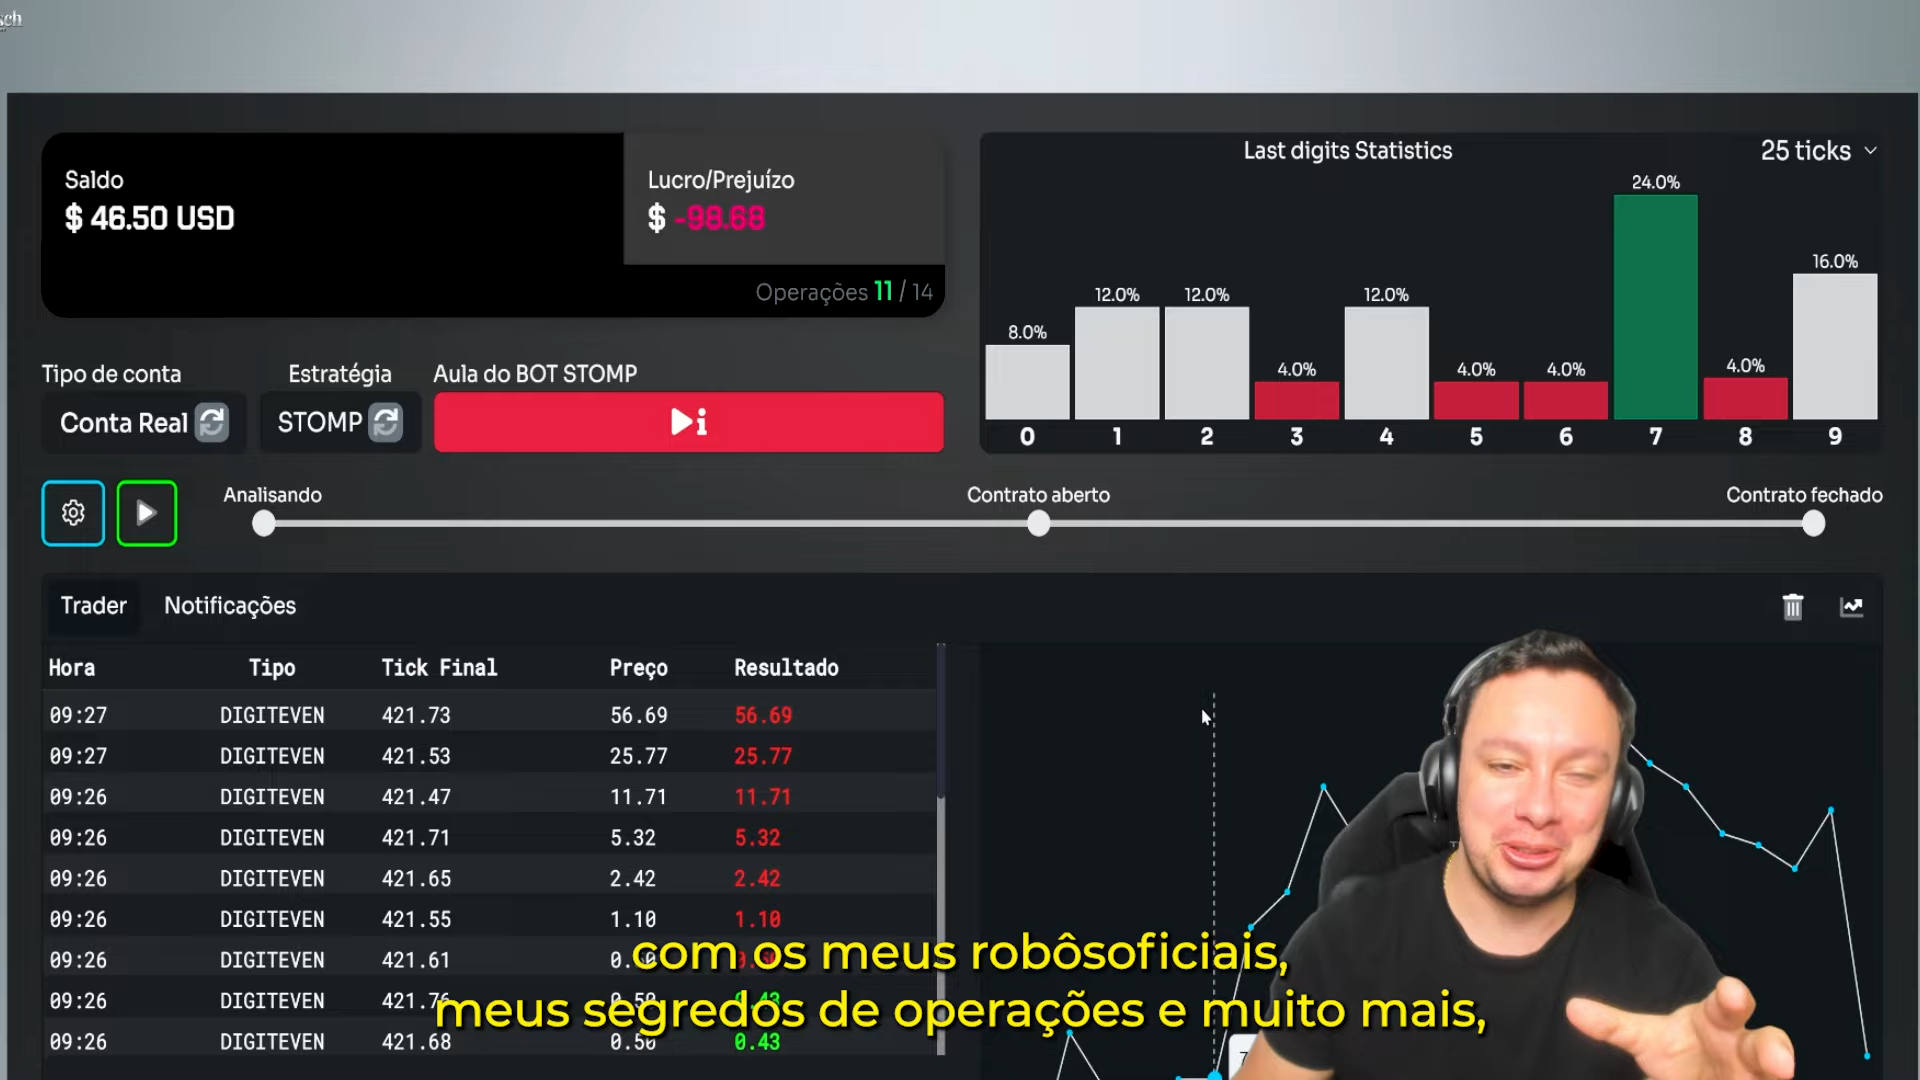 Saldo
$ 46.50 USD
Lucro/Prejuízo
$ -98.68
Operações 11 / 14
Last digits Statistics
25 ticks
24.0%
16.0%
12.0% 12.0% 12.0%
8.0%
4.0% 4.0% 4.0% 4.0%
0 1 2 3 4 5 6 7 8 9
Tipo de conta
Conta Real
Estratégia
STOMP
Aula do BOT STOMP
Analisando
Contrato aberto
Contrato fechado
Trader Notificações
Hora Tipo Tick Final Preço Resultado
09:27 DIGITEVEN 421.73 56.69 56.69
09:27 DIGITEVEN 421.53 25.77 25.77
09:26 DIGITEVEN 421.47 11.71 11.71
09:26 DIGITEVEN 421.71 5.32 5.32
09:26 DIGITEVEN 421.65 2.42 2.42
09:26 DIGITEVEN 421.55 1.10 1.10
09:26 DIGITEVEN 421.61
09:26 DIGITEVEN
09:26 DIGITEVEN 421.68 0.50 0.43
com os meus robôsoficiais,
meus segredos de operações e muito mais,